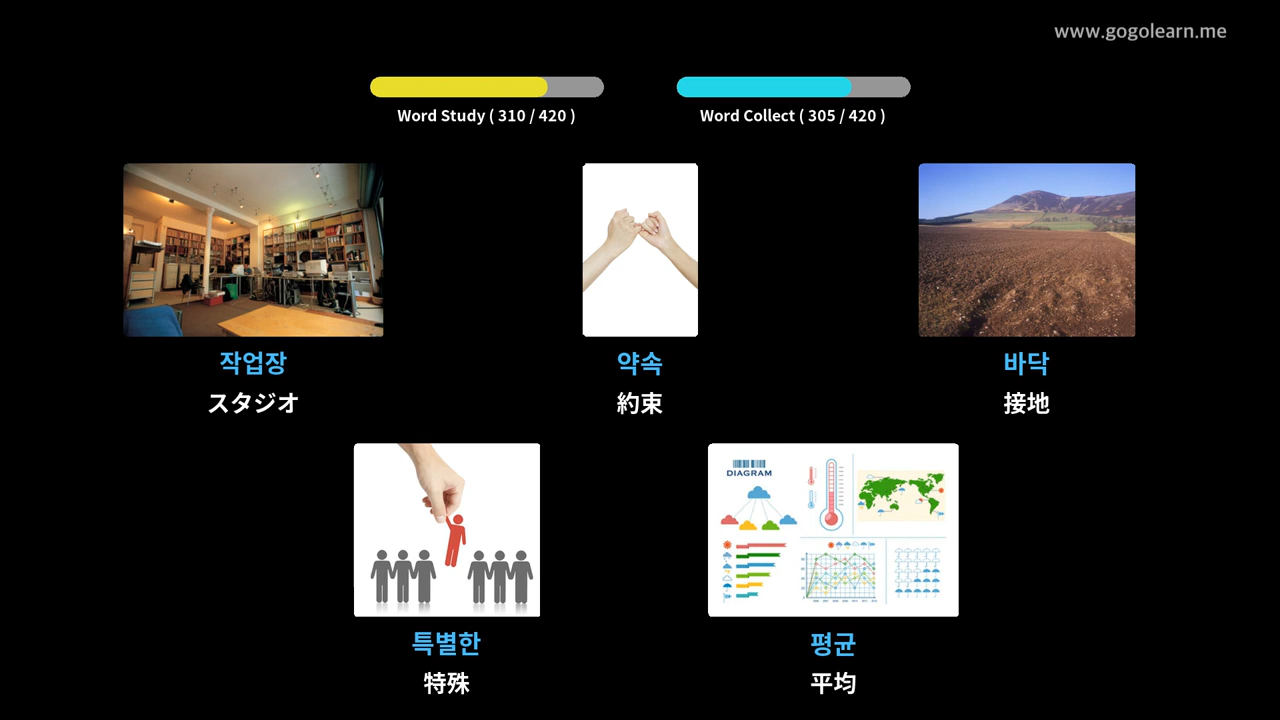 www.gogolearn.me
Word Study ( 310 / 420 )
Word Collect ( 305 / 420 )
작업장
スタジオ
약속
約束
바닥
接地
DIAGRAM
특별한
特殊
평균
平均